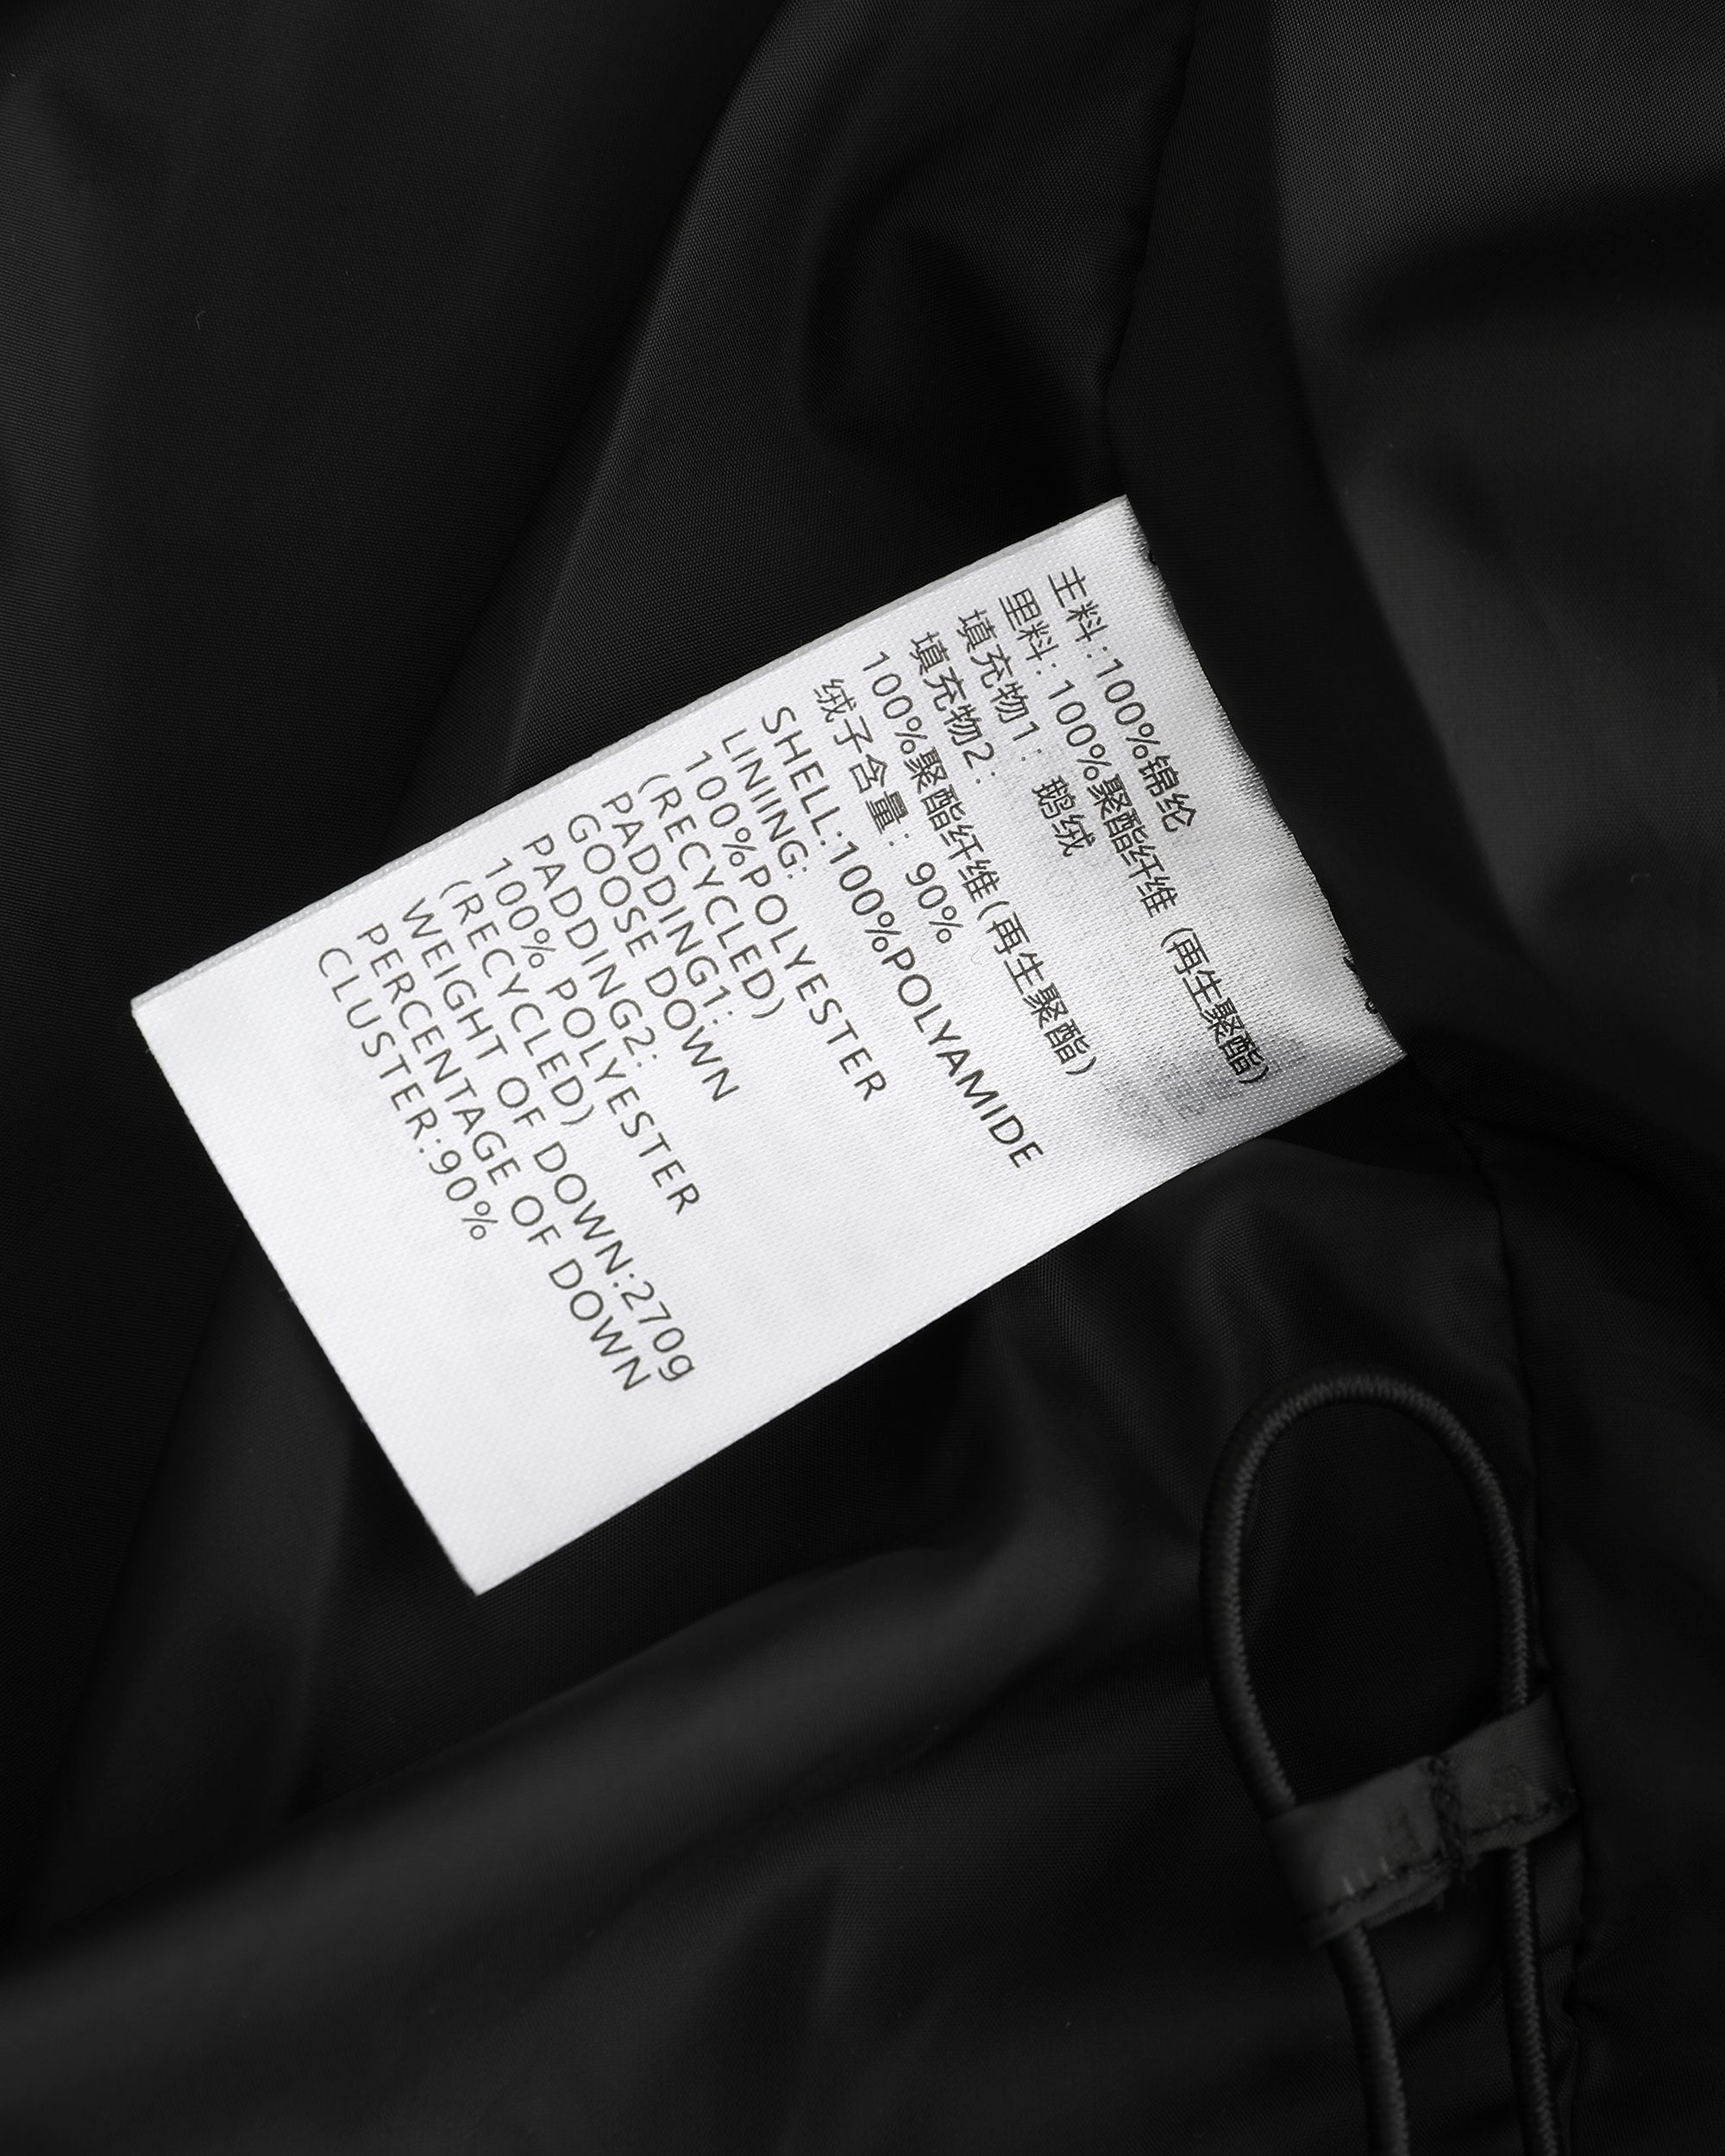 主料:100%锦纶
里料: 100%聚酯纤维 (再生聚酯)
填充物1: 鹅绒
填充物2:
100%聚酯纤维(再生聚酯)
绒子含量: 90%
SHELL:100%POLYAMIDE
LINIING:
100%POLYESTER
(RECYCLED)
PADDING1:
GOOSE DOWN
PADDING2:
100% POLYESTER
(RECYCLED)
WEIGHT OF DOWN:270g
PERCENTAGE OF DOWN
CLUSTER:90%